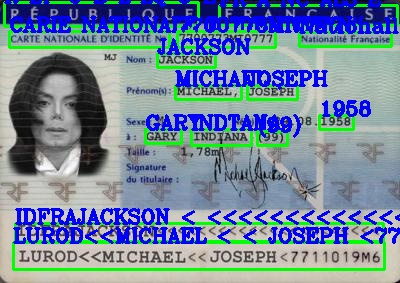 RÉPUBLIQUE FRANÇAISE
CARTE NATIONALE D'IDENTITÉ Nº Nationalité Française
JACKSON
MJ Nom : JACKSON
MICHAEL JOSEPH
Prénom(s) : MICHAEL, JOSEPH
1958
08.1958
GARY INDIANA (99)
à : GARY INDIANA (99)
Taille : 1,78m
Signature
du titulaire :
IDFRAJACKSON < <<<<<<<<<<<<
LUROD<<MICHAEL < < JOSEPH <77
LUROD<<MICHAEL<<JOSEPH<7711019M6